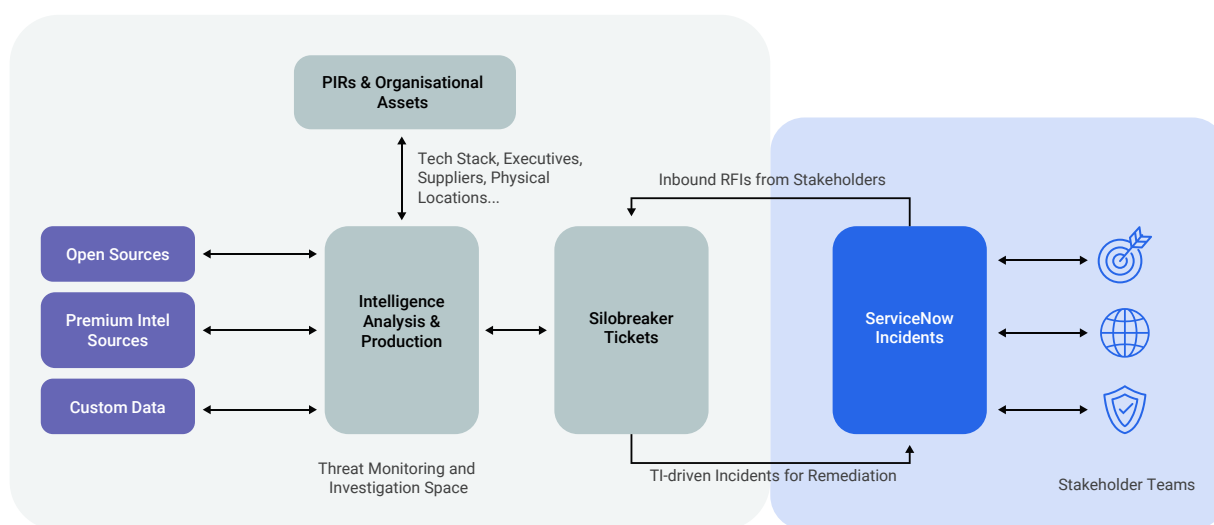 PIRs & Organisational
Assets
Tech Stack, Executives,
Suppliers, Physical
Locations...
Inbound RFIs from Stakeholders
Open Sources
Premium Intel
Sources
Custom Data
Intelligence
Analysis &
Production
Silobreaker
Tickets
ServiceNow
Incidents
Threat Monitoring and
Investigation Space
TI-driven Incidents for Remediation
Stakeholder Teams